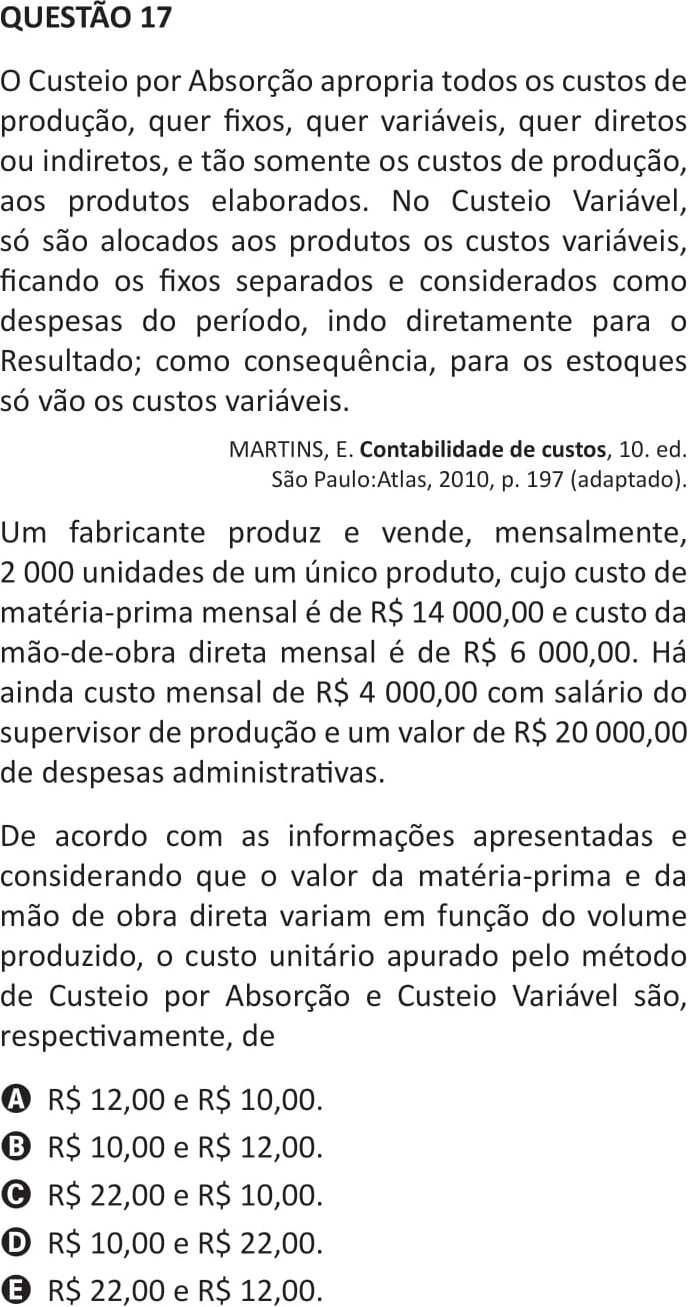 QUESTÃO 17
O Custeio por Absorção apropria todos os custos de
produção, quer fixos, quer variáveis, quer diretos
ou indiretos, e tão somente os custos de produção,
aos produtos elaborados. No Custeio Variável,
só são alocados aos produtos os custos variáveis,
ficando os fixos separados e considerados como
despesas do período, indo diretamente para o
Resultado; como consequência, para os estoques
só vão os custos variáveis.
MARTINS, E. Contabilidade de custos, 10. ed.
São Paulo:Atlas, 2010, p. 197 (adaptado).
Um fabricante produz e vende, mensalmente,
2 000 unidades de um único produto, cujo custo de
matéria-prima mensal é de R$ 14 000,00 e custo da
mão-de-obra direta mensal é de R$ 6 000,00. Há
ainda custo mensal de R$ 4 000,00 com salário do
supervisor de produção e um valor de R$ 20 000,00
de despesas administrativas.
De acordo com as informações apresentadas e
considerando que o valor da matéria-prima e da
mão de obra direta variam em função do volume
produzido, o custo unitário apurado pelo método
de Custeio por Absorção e Custeio Variável são,
respectivamente, de
A R$ 12,00 e R$ 10,00.
B R$ 10,00 e R$ 12,00.
C R$ 22,00 e R$ 10,00.
D R$ 10,00 e R$ 22,00.
E R$ 22,00 e R$ 12,00.